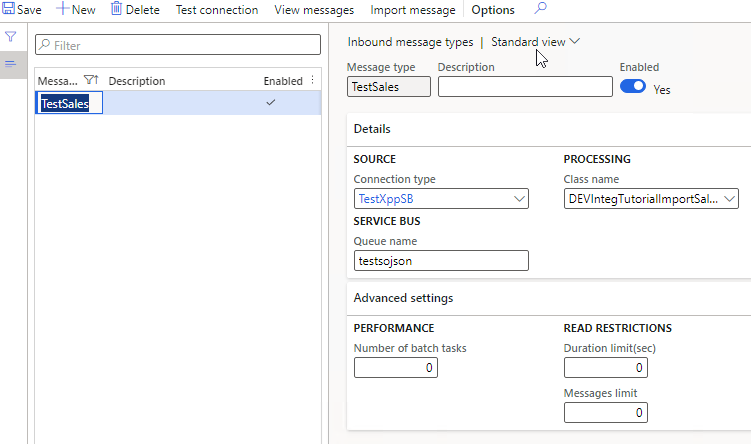 Save + New Delete Test connection View messages Import message Options
Filter
Inbound message types | Standard view
Messa... Description Enabled
TestSales
Message type Description Enabled
TestSales Yes
Details
SOURCE PROCESSING
Connection type Class name
TestXppSB DEVIntegTutorialImportSal...
SERVICE BUS
Queue name
testsojson
Advanced settings
PERFORMANCE READ RESTRICTIONS
Number of batch tasks Duration limit(sec)
0 0
Messages limit
0